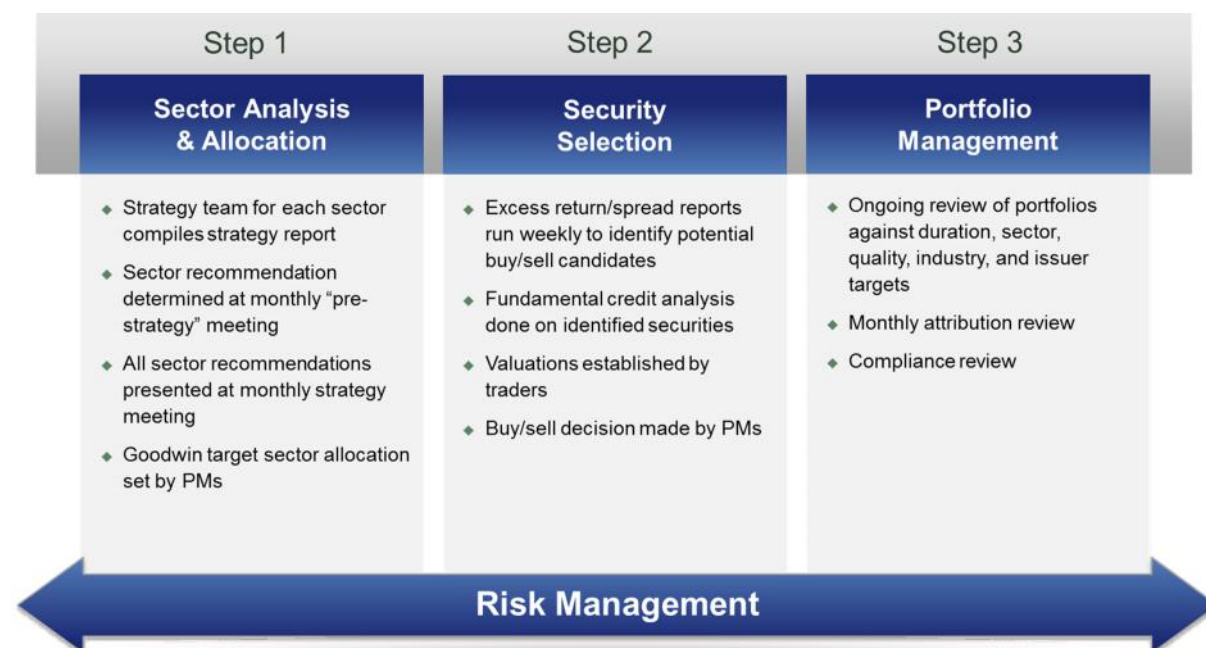 Step 1
Sector Analysis
& Allocation
◆ Strategy team for each sector
compiles strategy report
◆ Sector recommendation
determined at monthly “pre-
strategy” meeting
◆ All sector recommendations
presented at monthly strategy
meeting
◆ Goodwin target sector allocation
set by PMs
Step 2
Security
Selection
◆ Excess return/spread reports
run weekly to identify potential
buy/sell candidates
◆ Fundamental credit analysis
done on identified securities
◆ Valuations established by
traders
◆ Buy/sell decision made by PMs
Step 3
Portfolio
Management
◆ Ongoing review of portfolios
against duration, sector,
quality, industry, and issuer
targets
◆ Monthly attribution review
◆ Compliance review
Risk Management